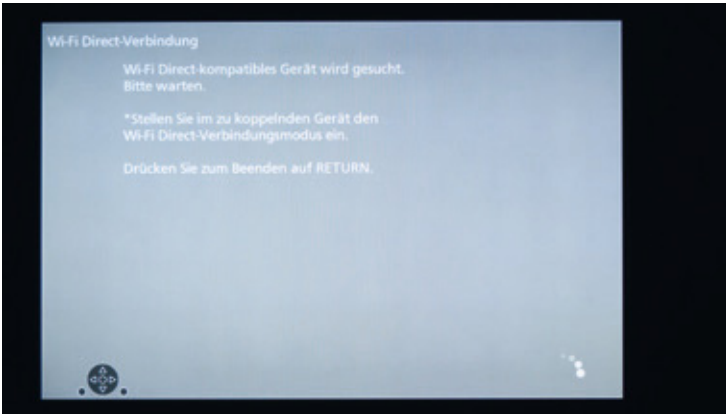 Wi-Fi Direct-Verbindung
Wi-Fi Direct-kompatibles Gerät wird gesucht.
Bitte warten.
*Stellen Sie im zu koppelnden Gerät den
Wi-Fi Direct-Verbindungsmodus ein.
Drücken Sie zum Beenden auf RETURN.